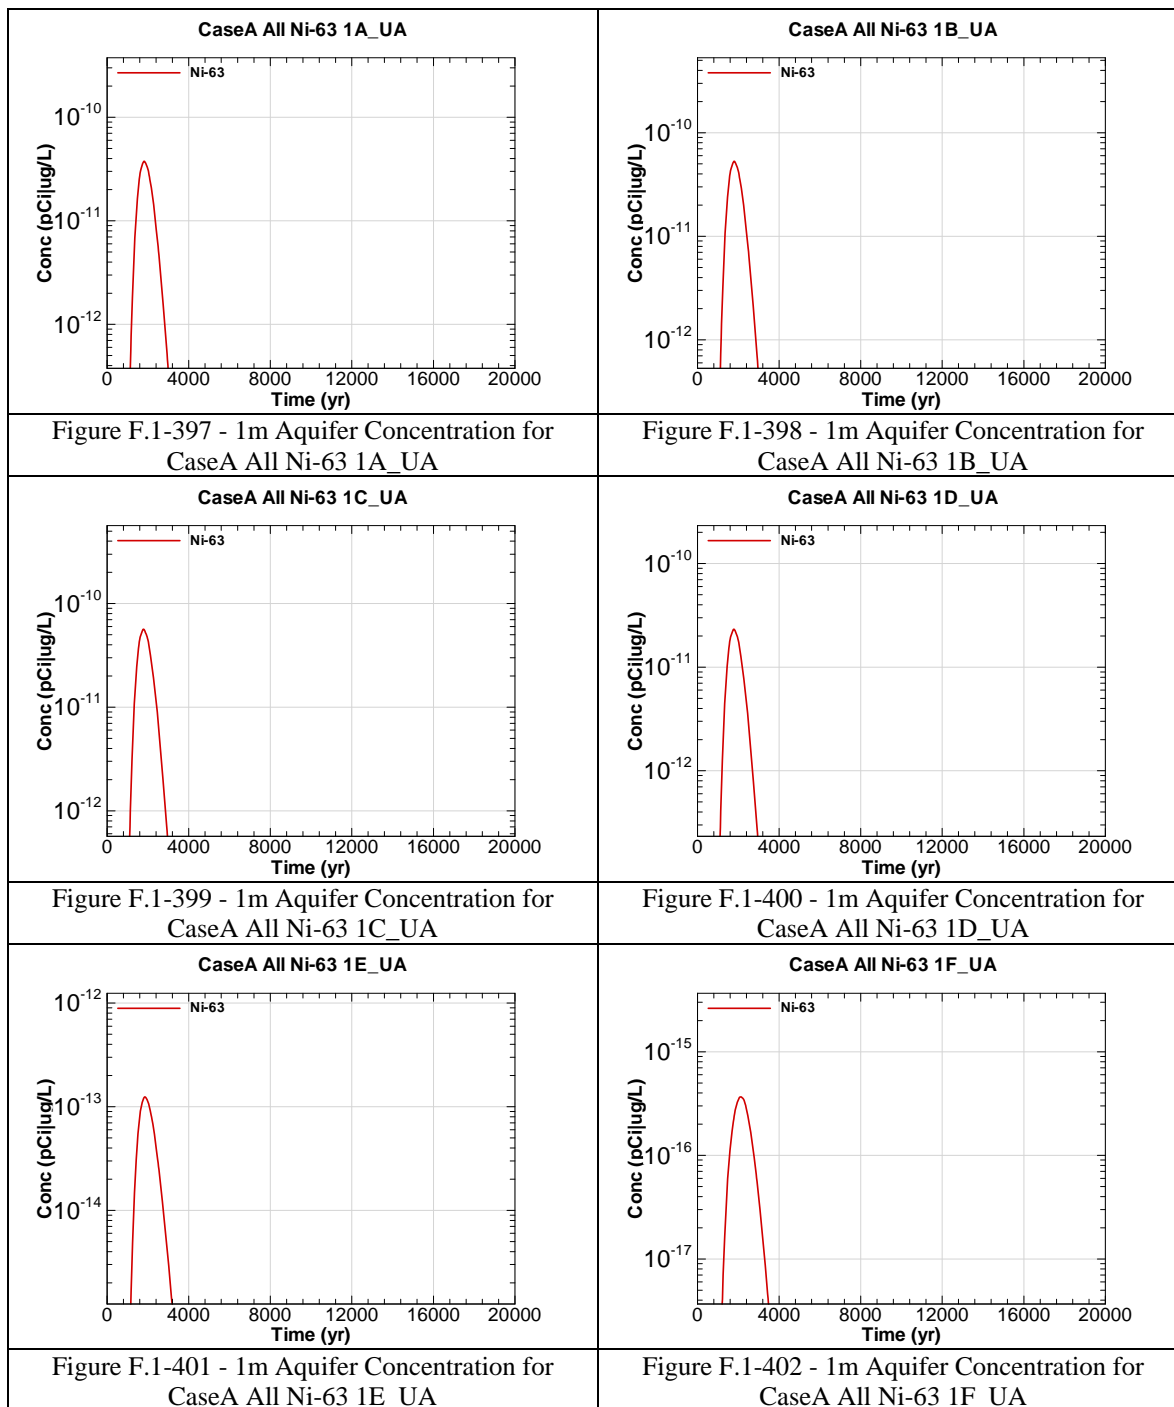 CaseA All Ni-63 1A_UA
Ni-63
10-10
10-11
10-12
Conc (pCi|ug/L)
0 4000 8000 12000 16000 20000
Time (yr)
Figure F.1-397 - 1m Aquifer Concentration for
CaseA All Ni-63 1A_UA
CaseA All Ni-63 1B_UA
Ni-63
10-10
10-11
10-12
Conc (pCi|ug/L)
0 4000 8000 12000 16000 20000
Time (yr)
Figure F.1-398 - 1m Aquifer Concentration for
CaseA All Ni-63 1B_UA
CaseA All Ni-63 1C_UA
Ni-63
10-10
10-11
10-12
Conc (pCi|ug/L)
0 4000 8000 12000 16000 20000
Time (yr)
Figure F.1-399 - 1m Aquifer Concentration for
CaseA All Ni-63 1C_UA
CaseA All Ni-63 1D_UA
Ni-63
10-10
10-11
10-12
Conc (pCi|ug/L)
0 4000 8000 12000 16000 20000
Time (yr)
Figure F.1-400 - 1m Aquifer Concentration for
CaseA All Ni-63 1D_UA
CaseA All Ni-63 1E_UA
Ni-63
10-12
10-13
10-14
Conc (pCi|ug/L)
0 4000 8000 12000 16000 20000
Time (yr)
Figure F.1-401 - 1m Aquifer Concentration for
CaseA All Ni-63 1E_UA
CaseA All Ni-63 1F_UA
Ni-63
10-15
10-16
10-17
Conc (pCi|ug/L)
0 4000 8000 12000 16000 20000
Time (yr)
Figure F.1-402 - 1m Aquifer Concentration for
CaseA All Ni-63 1F_UA